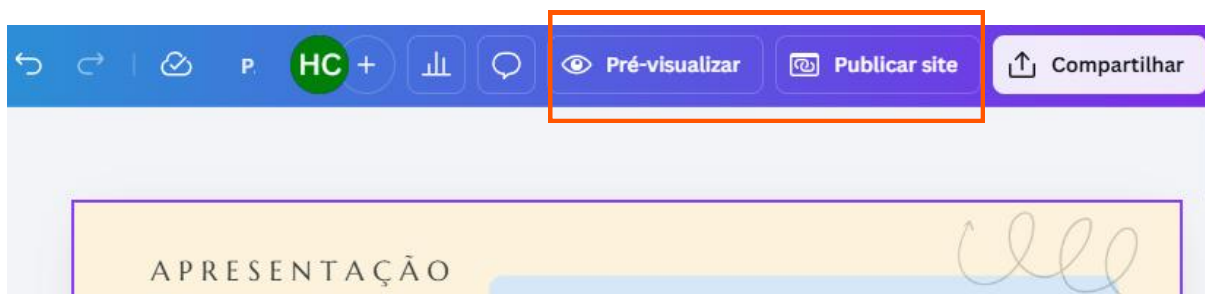 P. HC + Pré-visualizar Publicar site Compartilhar
APRESENTAÇÃO